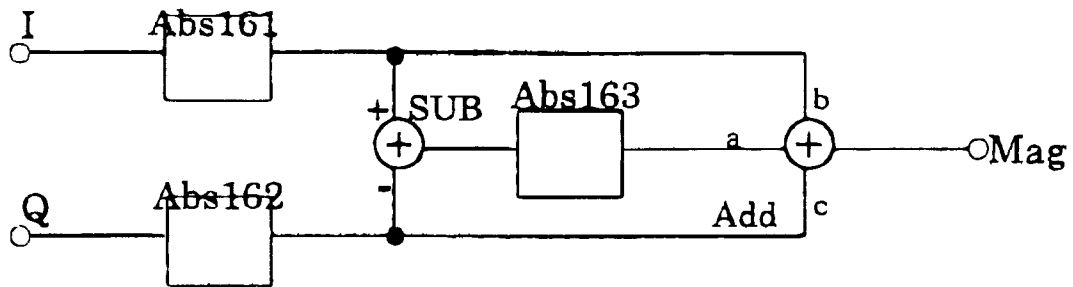 I
Abs161
+
SUB
Abs163
b
+
a
+
Mag
-
Q
Abs162
Add
c